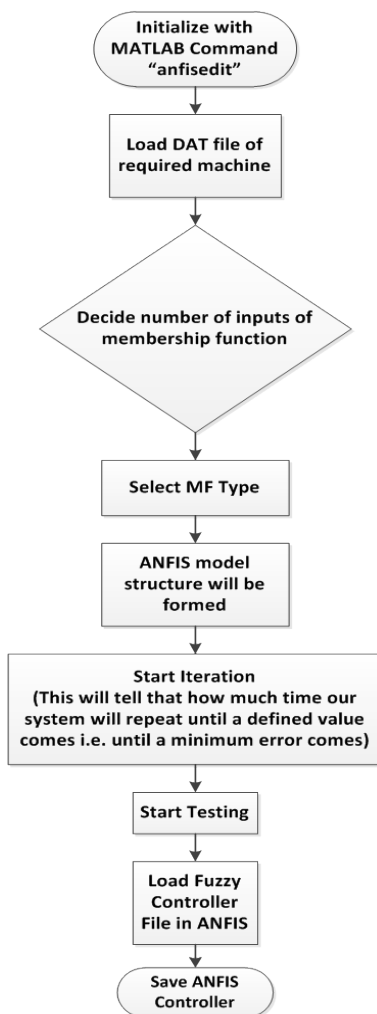 Initialize with
MATLAB Command
“anfisedit”
Load DAT file of
required machine
Decide number of inputs of
membership function
Select MF Type
ANFIS model
structure will be
formed
Start Iteration
(This will tell that how much time our
system will repeat until a defined value
comes i.e. until a minimum error comes)
Start Testing
Load Fuzzy
Controller
File in ANFIS
Save ANFIS
Controller